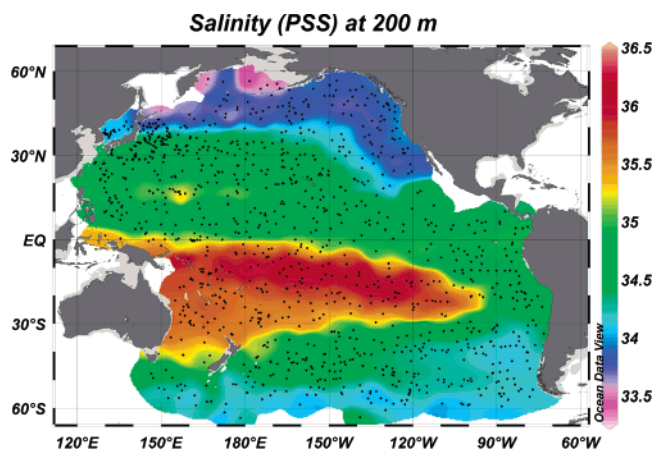 Salinity (PSS) at 200 m
60°N
30°N
EQ
30°S
60°S
120°E 150°E 180°E 150°W 120°W 90°W 60°W
36.5
36
35.5
35
34.5
34
33.5
Ocean Data View